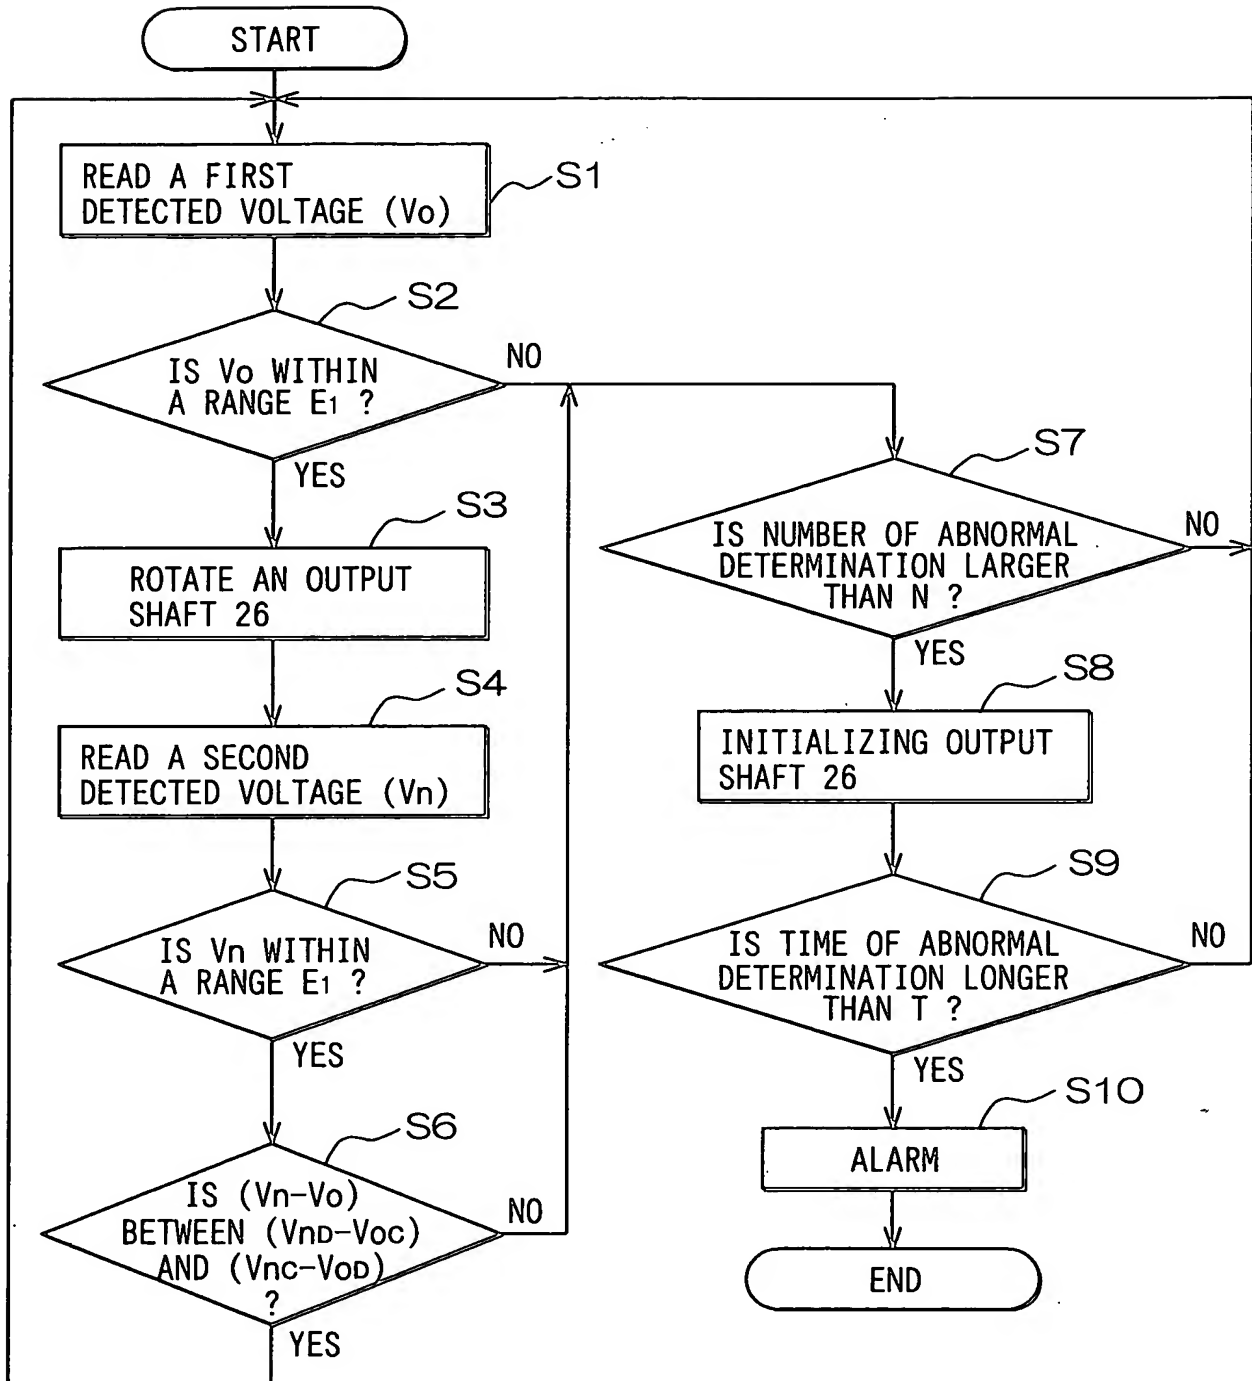 START
READ A FIRST
DETECTED VOLTAGE (Vo)
S1
S2
IS Vo WITHIN
A RANGE E1 ?
NO
YES
S3
ROTATE AN OUTPUT
SHAFT 26
S4
READ A SECOND
DETECTED VOLTAGE (Vn)
S5
IS Vn WITHIN
A RANGE E1 ?
NO
YES
S6
IS (Vn-Vo)
BETWEEN (VnD-VoC)
AND (VnC-VoD)
?
NO
YES
S7
IS NUMBER OF ABNORMAL
DETERMINATION LARGER
THAN N ?
NO
YES
S8
INITIALIZING OUTPUT
SHAFT 26
S9
IS TIME OF ABNORMAL
DETERMINATION LONGER
THAN T ?
NO
YES
S10
ALARM
END